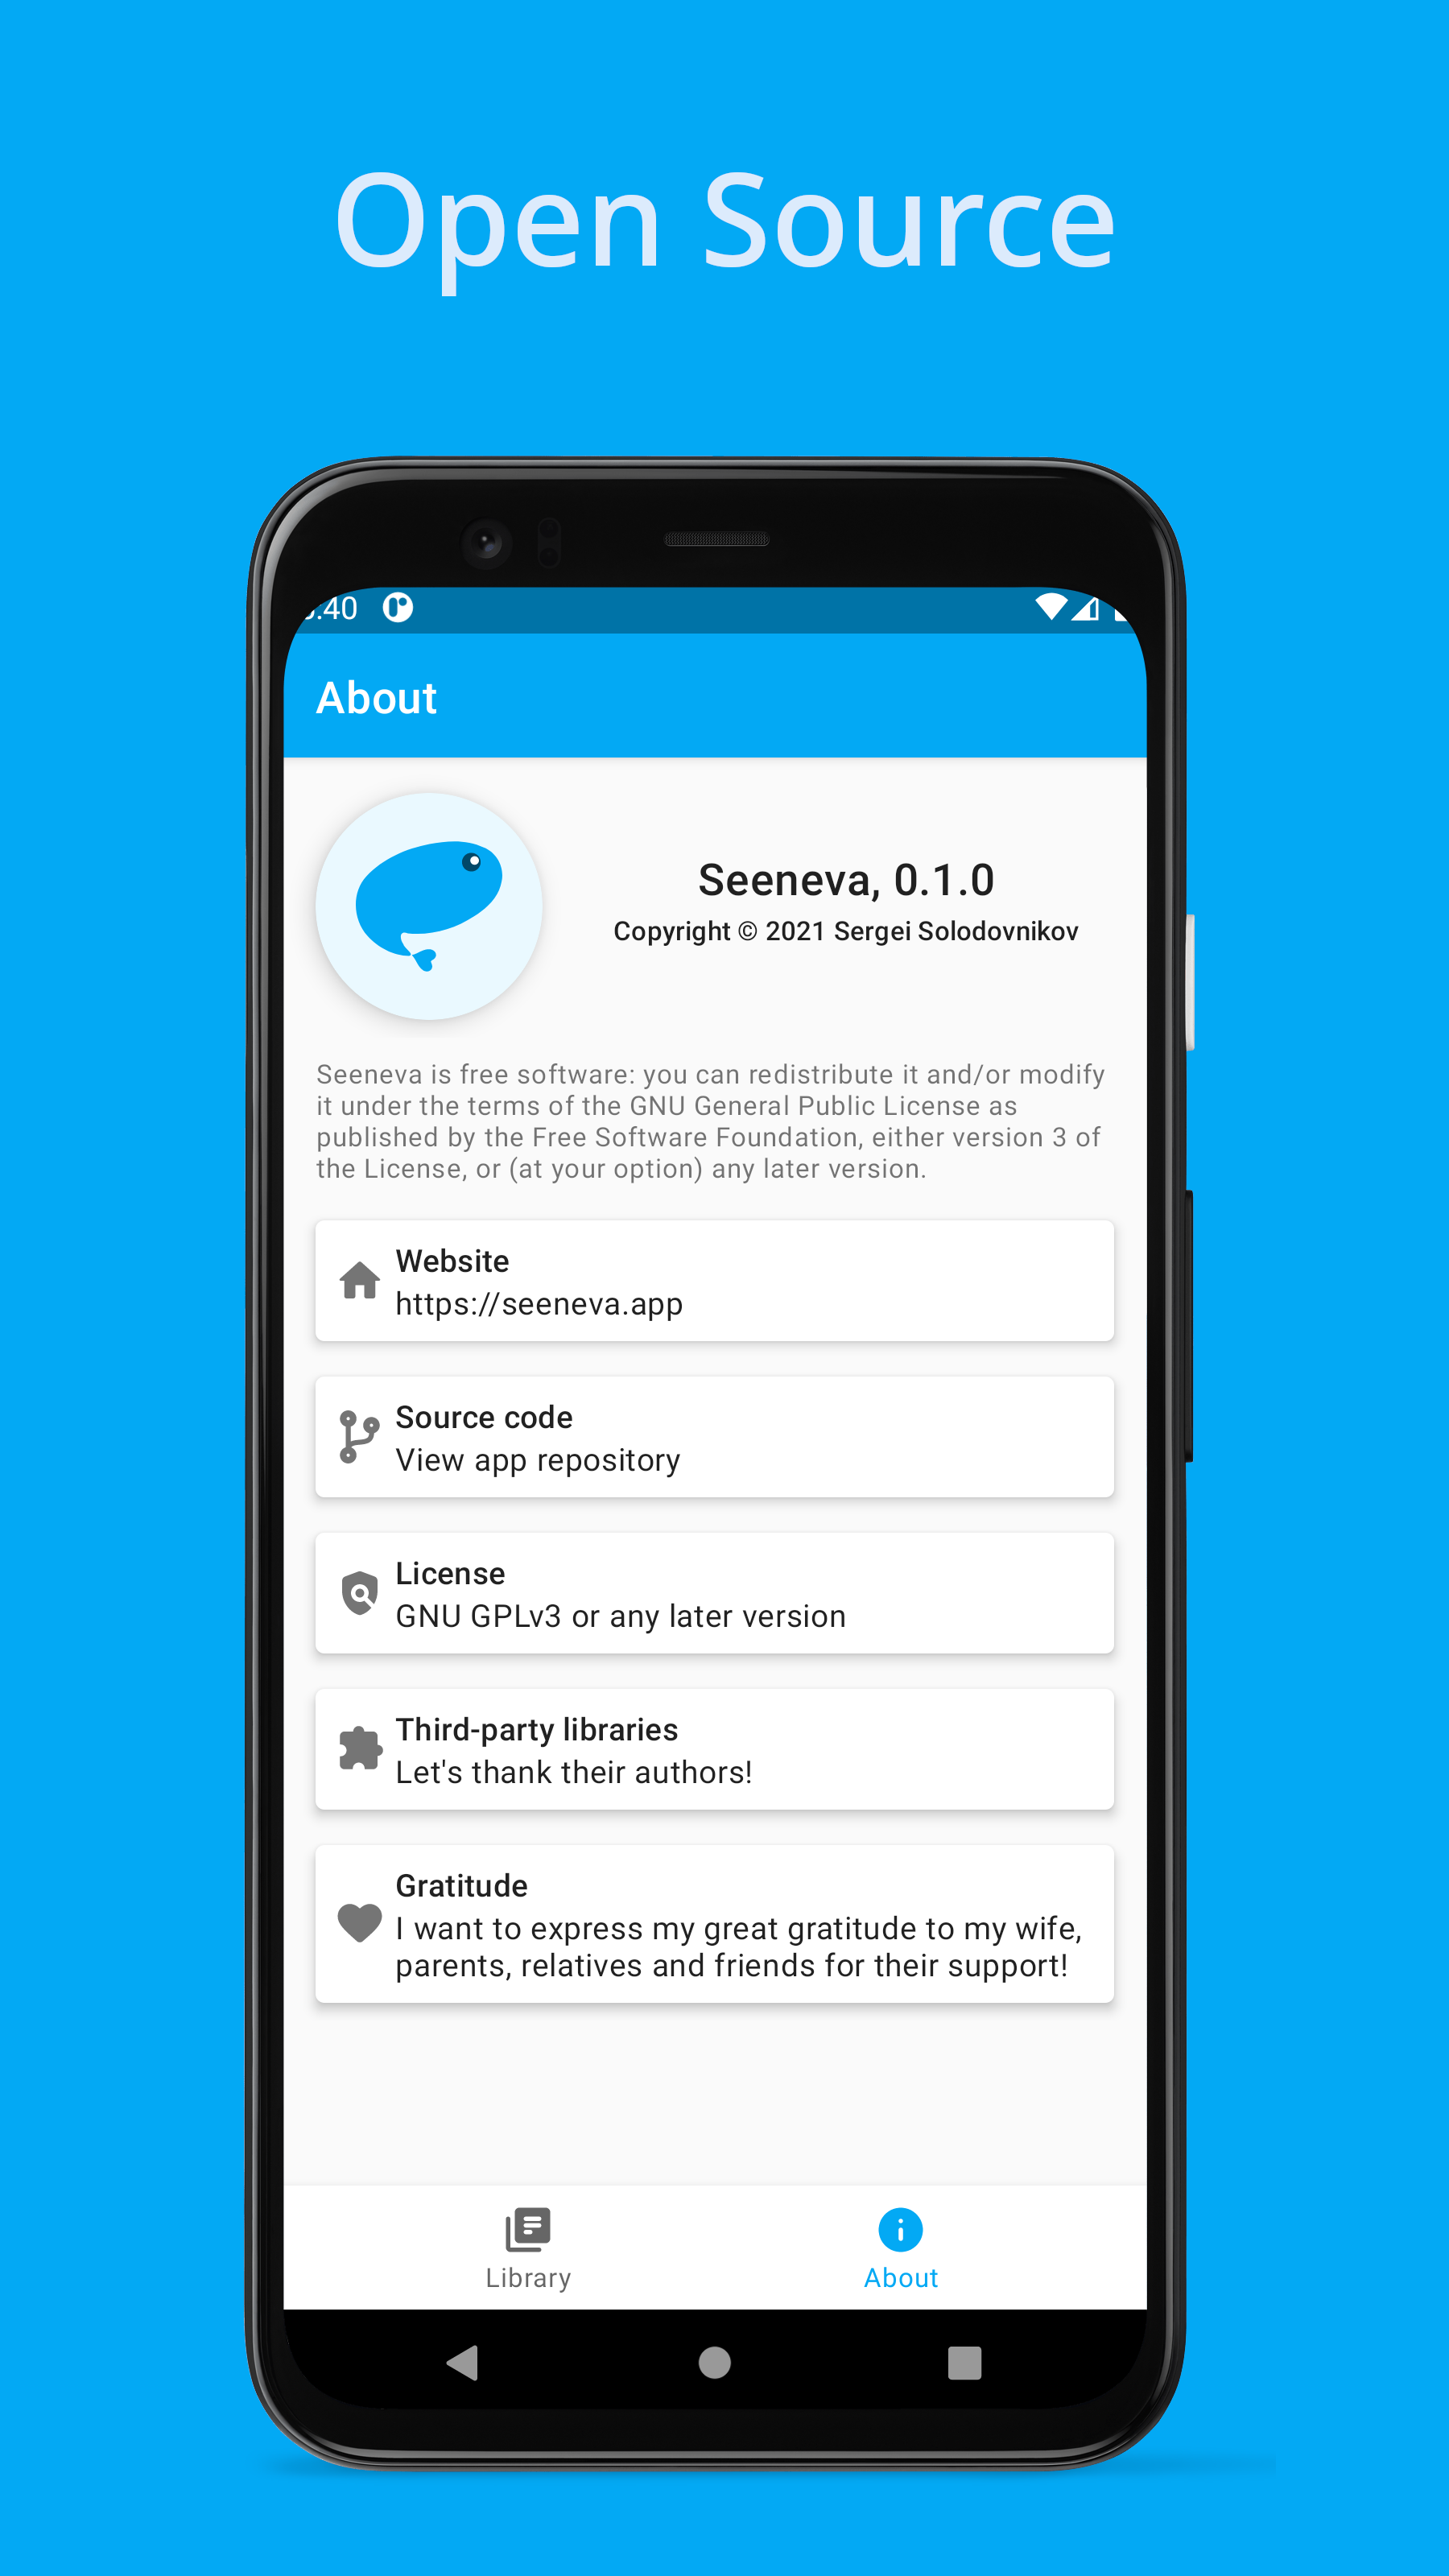 Open Source
:40
About
Seeneva, 0.1.0
Copyright © 2021 Sergei Solodovnikov
Seeneva is free software: you can redistribute it and/or modify
it under the terms of the GNU General Public License as
published by the Free Software Foundation, either version 3 of
the License, or (at your option) any later version.
Website
https://seeneva.app
Source code
View app repository
License
GNU GPLv3 or any later version
Third-party libraries
Let's thank their authors!
Gratitude
I want to express my great gratitude to my wife,
parents, relatives and friends for their support!
Library
About